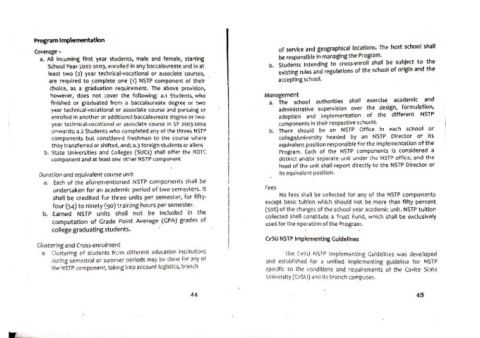 Program Implementation
Coverage –
a. All incoming first year students, male and female, starting
School Year 2002-2003, enrolled in any baccalaureate and in at
least two (2) year technical-vocational or associate courses,
are required to complete one (1) NSTP component of their
choice, as a graduation requirement. The above provision,
however, does not cover the following: a.1 Students, who
finished or graduated from a baccalaureate degree or two
year technical-vocational or associate course and pursuing or
enrolled in another or additional baccalaureate degree or two-
year technical-vocational or associate course in SY 2003-2004
onwards; a.2 Students who completed any of the three NSTP
components but considered freshmen to the course where
they transferred or shifted, and; a.3 foreign students or aliens
b. State Universities and Colleges (SUCs) shall offer the ROTC
component and at least one other NSTP component
Duration and equivalent course unit
a. Each of the aforementioned NSTP components shall be
undertaken for an academic period of two semesters. It
shall be credited for three units per semester, for fifty-
four (54) to ninety (90) training hours per semester.
b. Earned NSTP units shall not be included in the
computation of Grade Point Average (GPA) grades of
college graduating students.
Clustering and Cross-enrolment
a. Clustering of students from different education institutions
during semestral or summer periods may be done for any of
the NSTP component, taking into account logistics, branch
44
of service and geographical locations. The host school shall
be responsible in managing the Program.
b. Students intending to cross-enroll shall be subject to the
existing rules and regulations of the school of origin and the
accepting school.
Management
a. The school authorities shall exercise academic and
administrative supervision over the design, formulation,
adoption and implementation of the different NSTP
components in their respective schools.
b. There should be an NSTP Office in each school or
college/university headed by an NSTP Director or its
equivalent position responsible for the implementation of the
Program. Each of the NSTP components is considered a
district and/or separate unit under the NSTP office, and the
head of the unit shall report directly to the NSTP Director or
its equivalent position.
Fees
No fees shall be collected for any of the NSTP components
except basic tuition which should not be more than fifty percent
(50%) of the charges of the school year academic unit. NSTP tuition
collected shall constitute a Trust Fund, which shall be exclusively
used for the operation of the Program.
CvSU NSTP Implementing Guidelines
The CvSU NSTP Implementing Guidelines was developed
and established for a unified implementing guideline for NSTP
specific to the conditions and requirements of the Cavite State
University (CvSU) and its branch campuses.
45